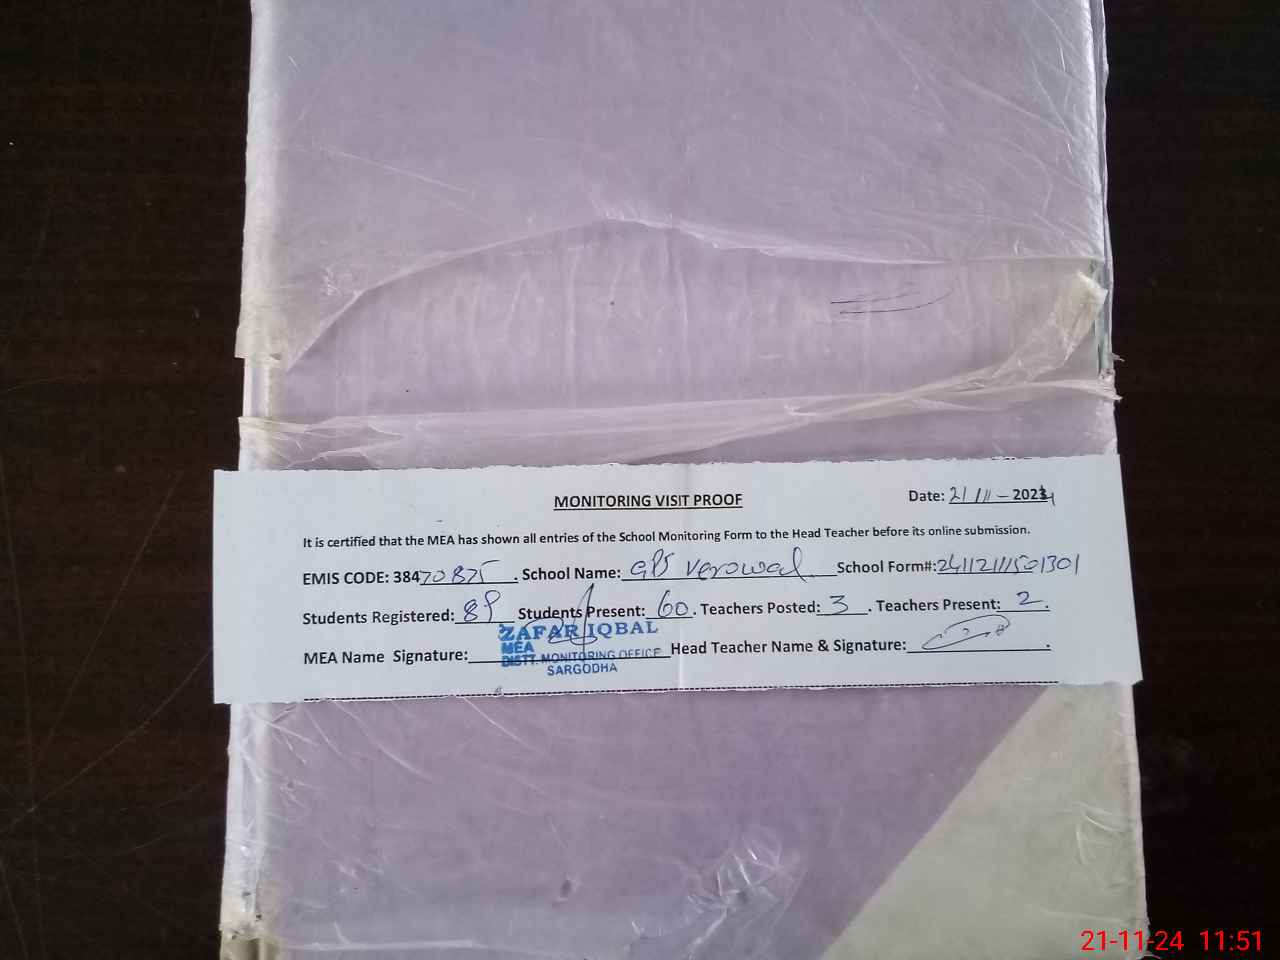 MONITORING VISIT PROOF
Date: 21/11-2024
It is certified that the MEA has shown all entries of the School Monitoring Form to the Head Teacher before its online submission.
EMIS CODE: 38470875 . School Name: GPS Verowal School Form#:
Students Registered: 89 Students Present: 60 . Teachers Posted: 3 . Teachers Present: 2 .
ZAFAR IQBAL
MEA
DISTT. MONITORING OFFICE
SARGODHA
MEA Name Signature: Head Teacher Name & Signature: .
21-11-24 11:51